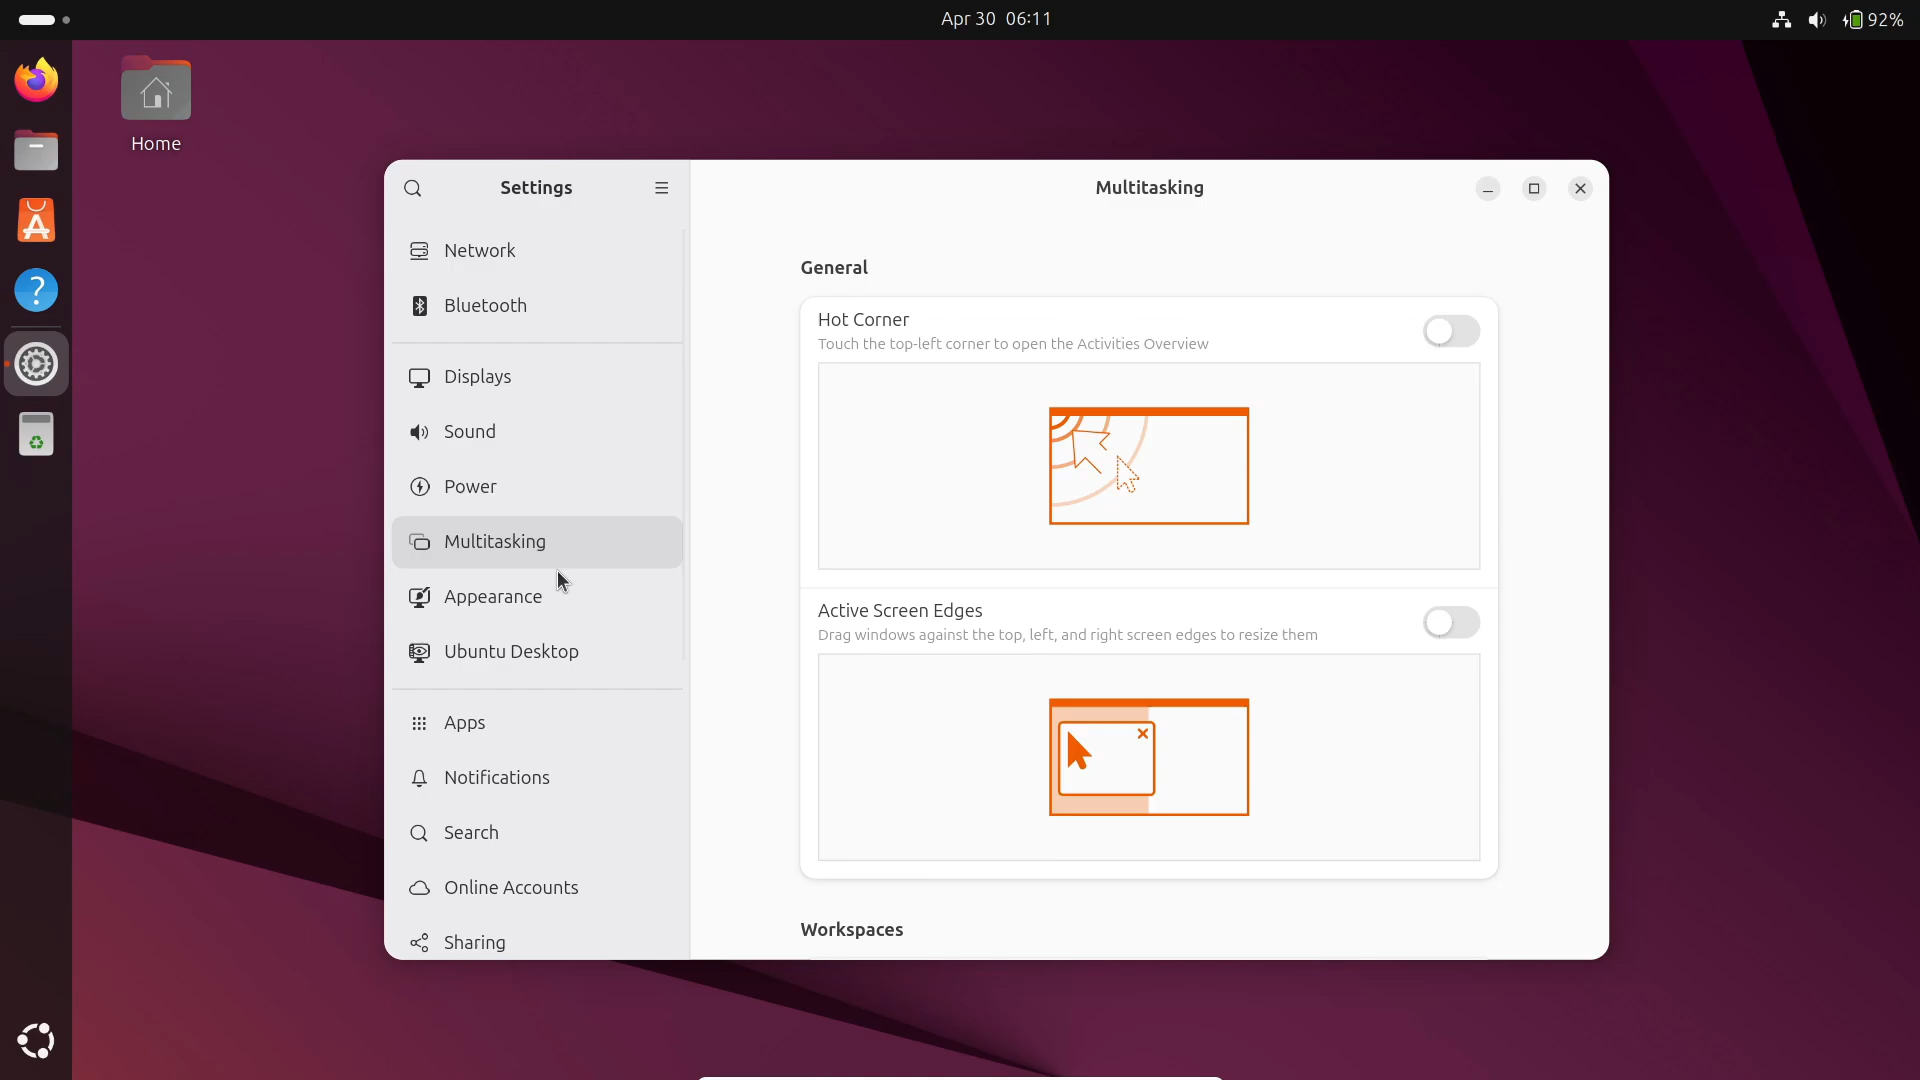 Apr 30 06:11
92%
Home
Settings
Network
Bluetooth
Displays
Sound
Power
Multitasking
Appearance
Ubuntu Desktop
Apps
Notifications
Search
Online Accounts
Sharing
Multitasking
General
Hot Corner
Touch the top-left corner to open the Activities Overview
Active Screen Edges
Drag windows against the top, left, and right screen edges to resize them
Workspaces